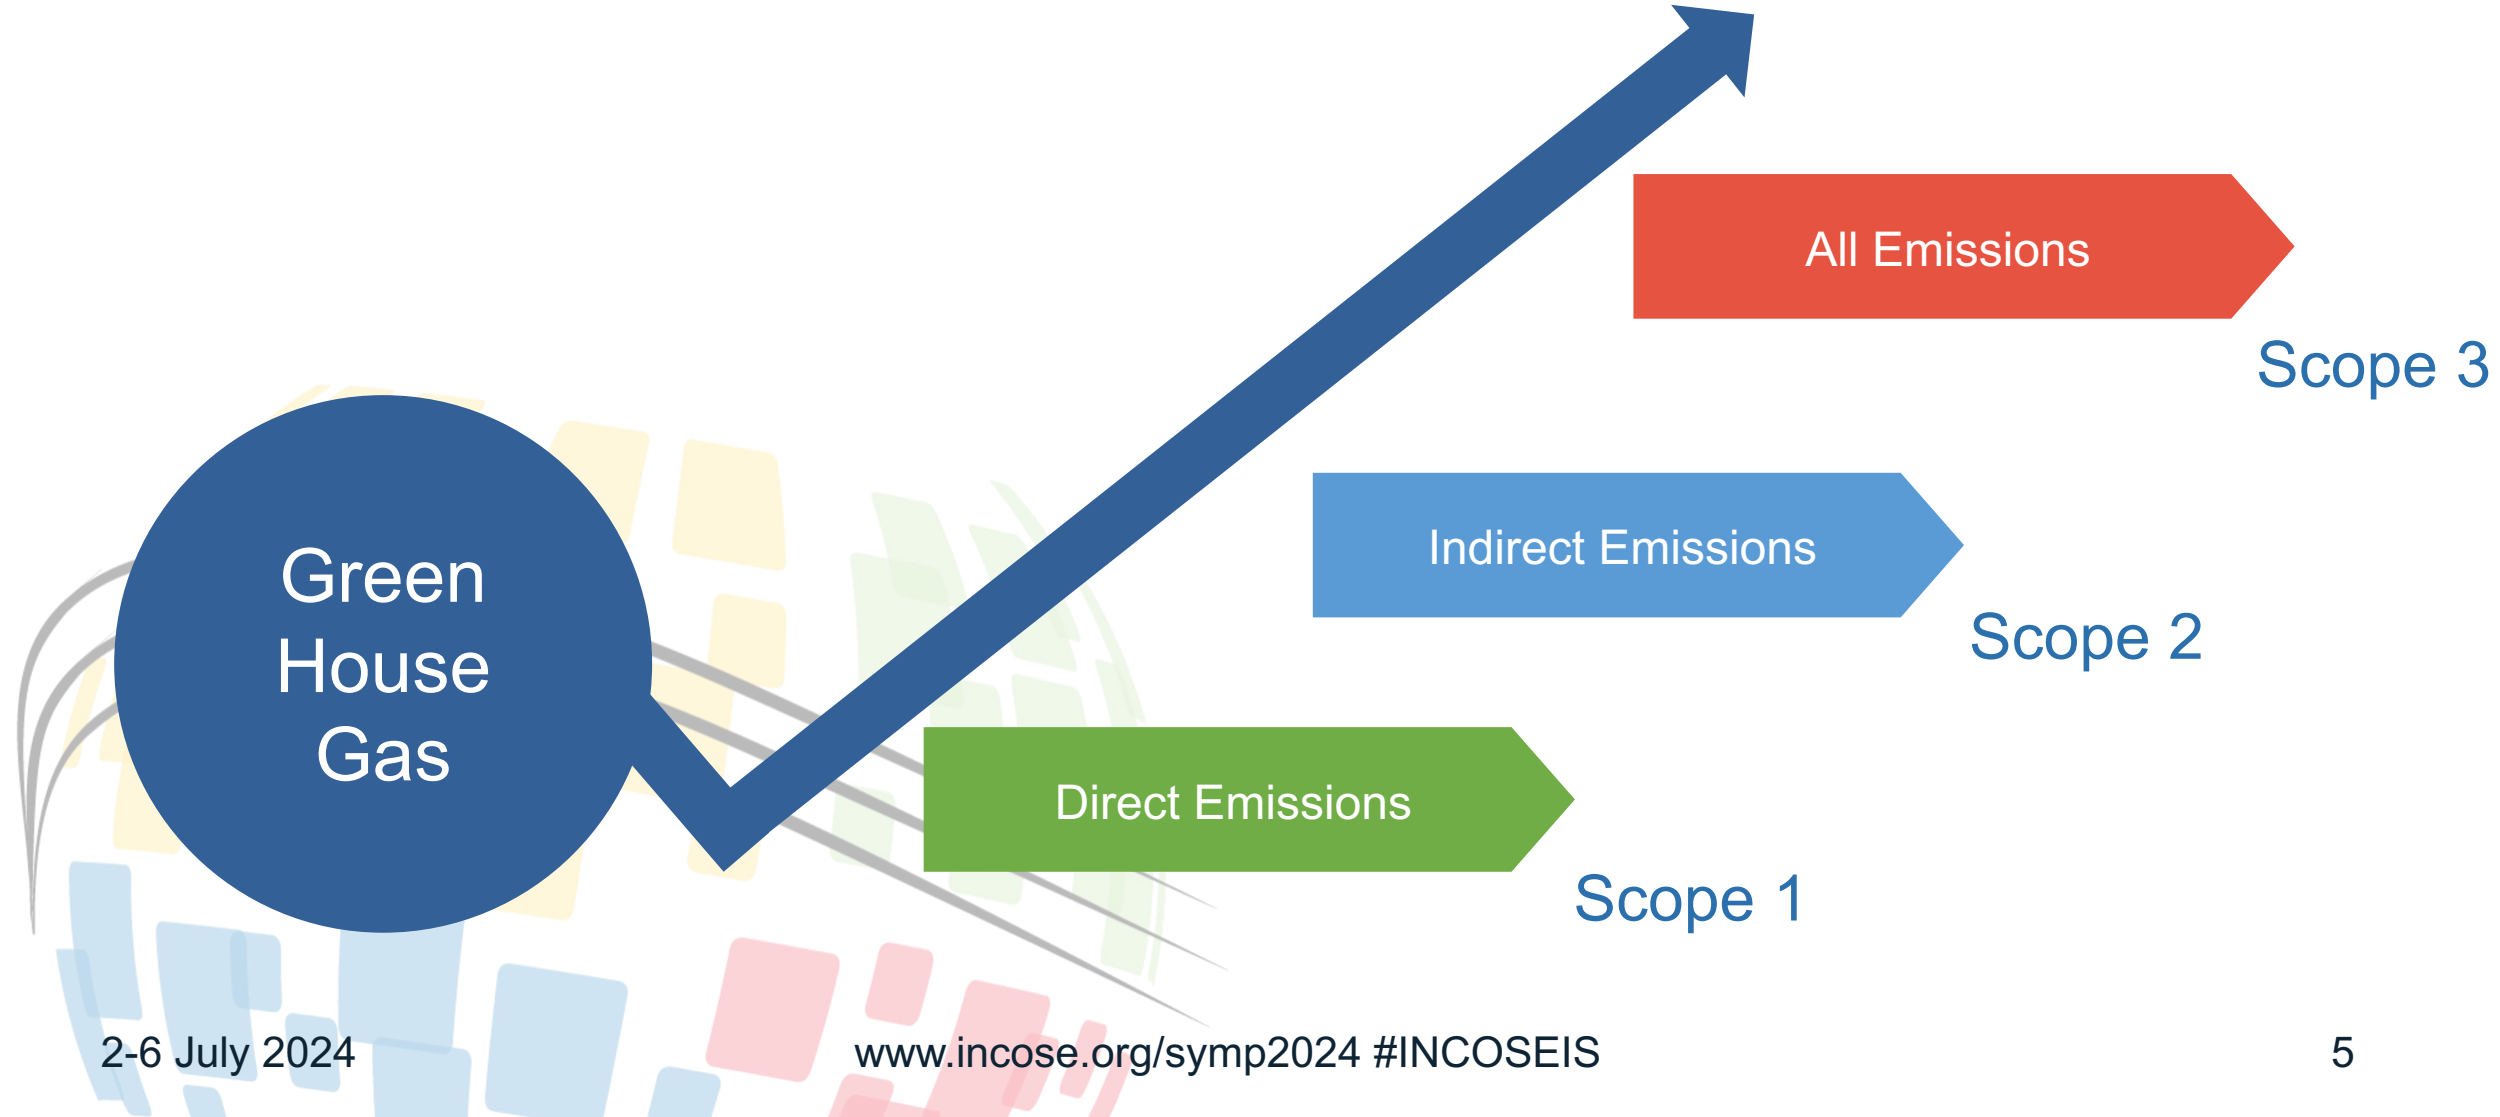 All Emissions
Scope 3
Indirect Emissions
Scope 2
Green
House
Gas
Direct Emissions
Scope 1
2-6 July 2024
www.incose.org/symp2024 #INCOSEIS
5